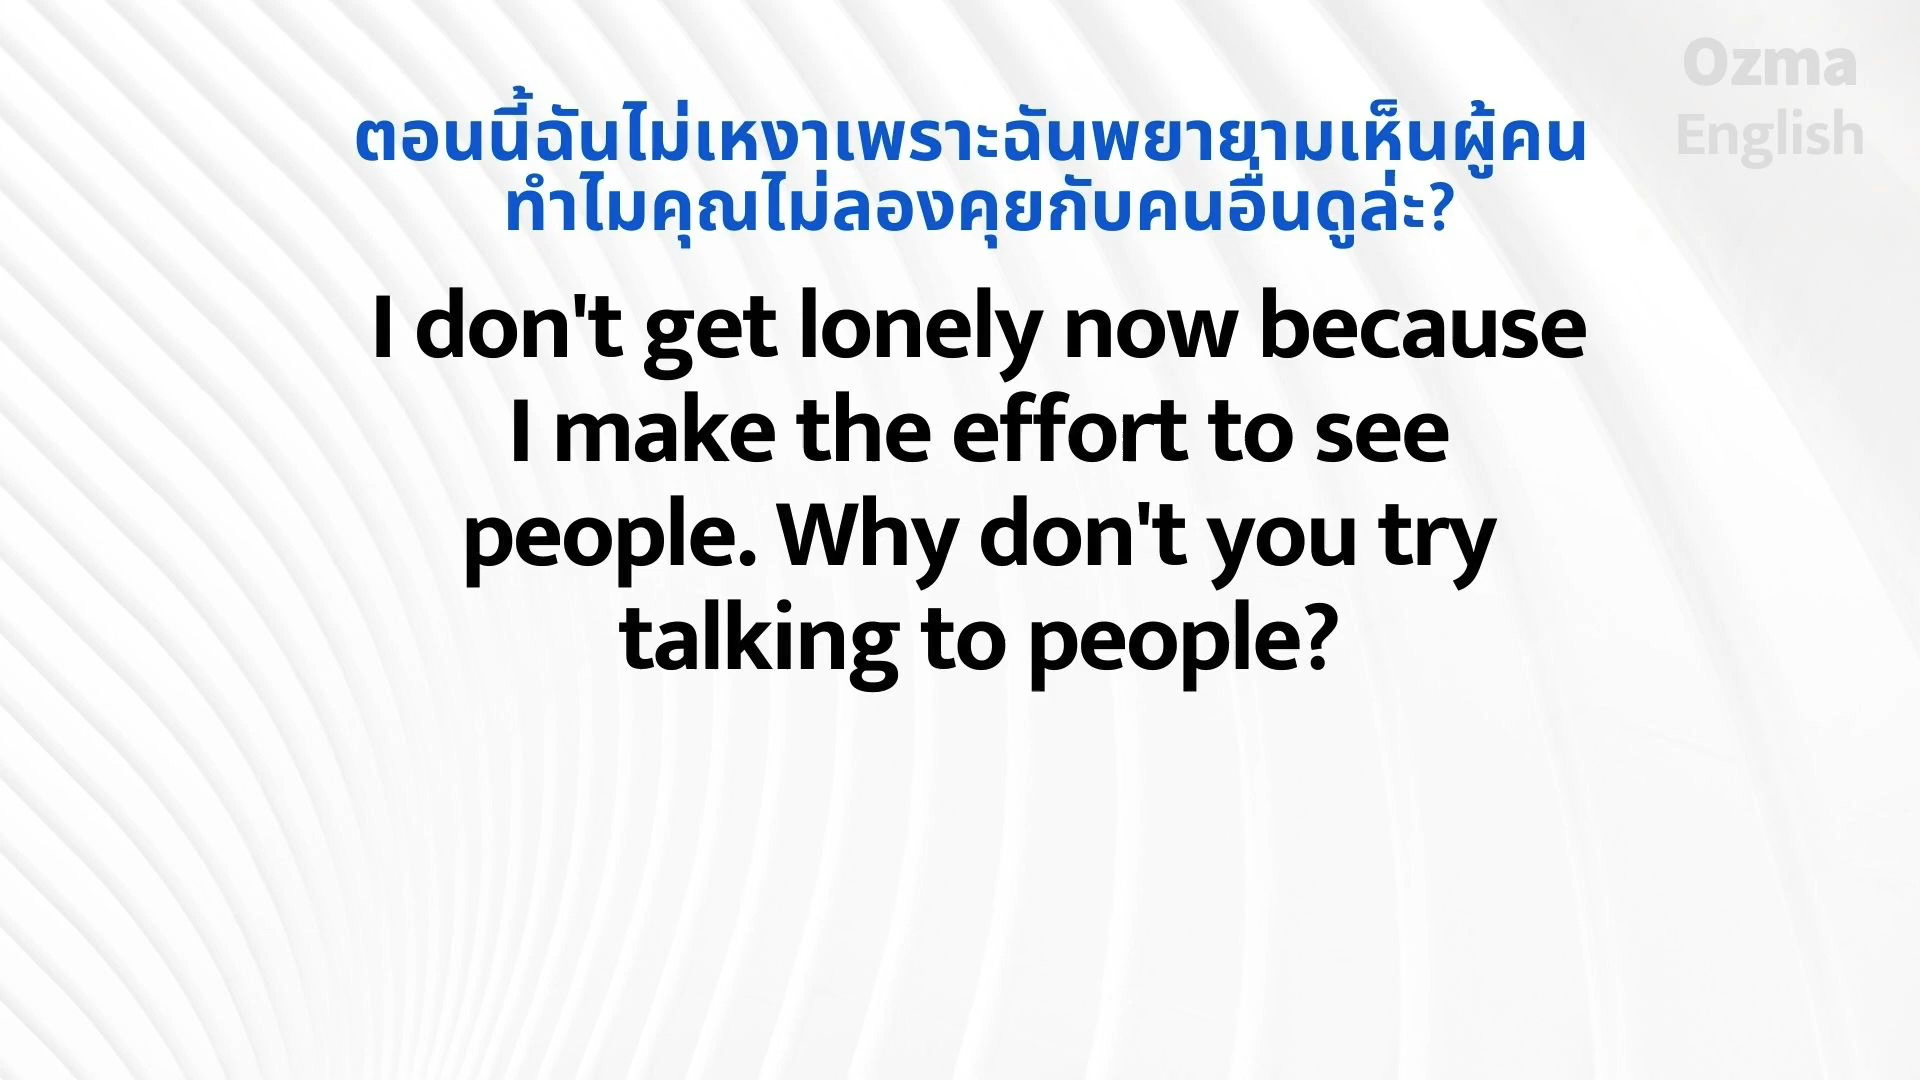 Ozma
English
ตอนนี้ฉันไม่เหงาเพราะฉันพยายามเห็นผู้คน
ทำไมคุณไม่ลองคุยกับคนอื่นดูล่ะ?
I don't get lonely now because
I make the effort to see
people. Why don't you try
talking to people?